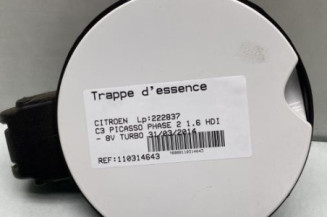 Trappe d'essence
CITROEN Lp:222837
C3 PICASSO PHASE 2 1.6 HDI
- 8V TURBO 31/03/2014
REF:110314643